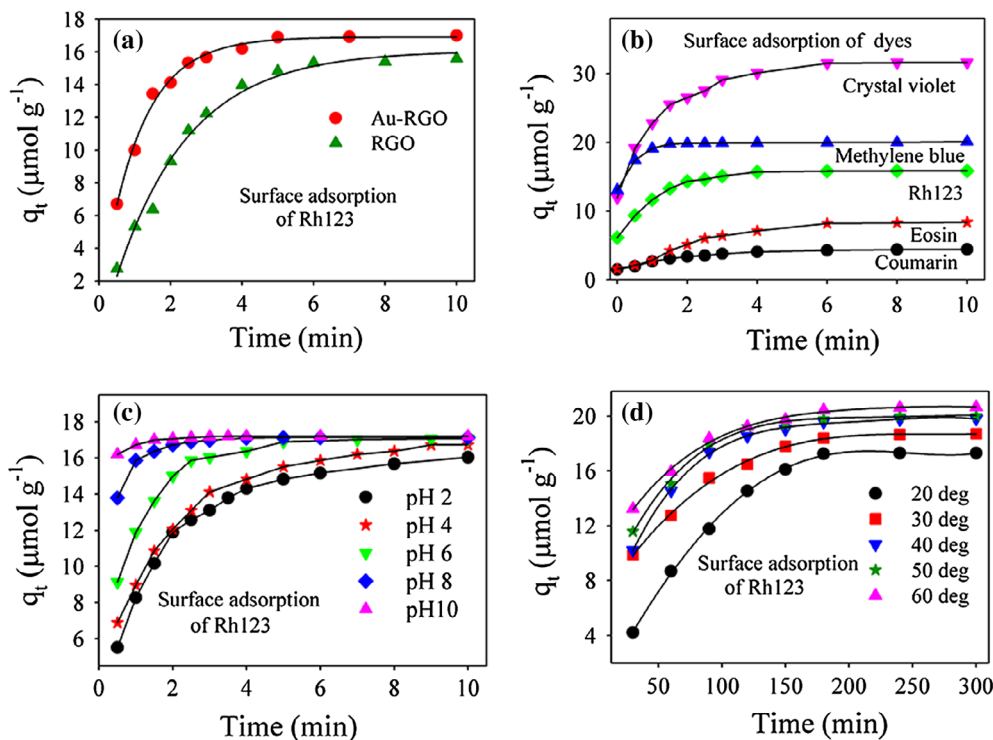 (a)
18
16
14
12
10
8
6
4
2
qt (μmol g⁻¹)
Au-RGO
RGO
Surface adsorption
of Rh123
0 2 4 6 8 10
Time (min)
(b)
Surface adsorption of dyes
30
20
10
0
qt (μmol g⁻¹)
Crystal violet
Methylene blue
Rh123
Eosin
Coumarin
0 2 4 6 8 10
Time (min)
(c)
18
16
14
12
10
8
6
qt (μmol g⁻¹)
pH 2
pH 4
pH 6
pH 8
pH10
Surface adsorption
of Rh123
0 2 4 6 8 10
Time (min)
(d)
20
16
12
8
4
qt (μmol g⁻¹)
20 deg
30 deg
40 deg
50 deg
60 deg
Surface adsorption
of Rh123
50 100 150 200 250 300
Time (min)